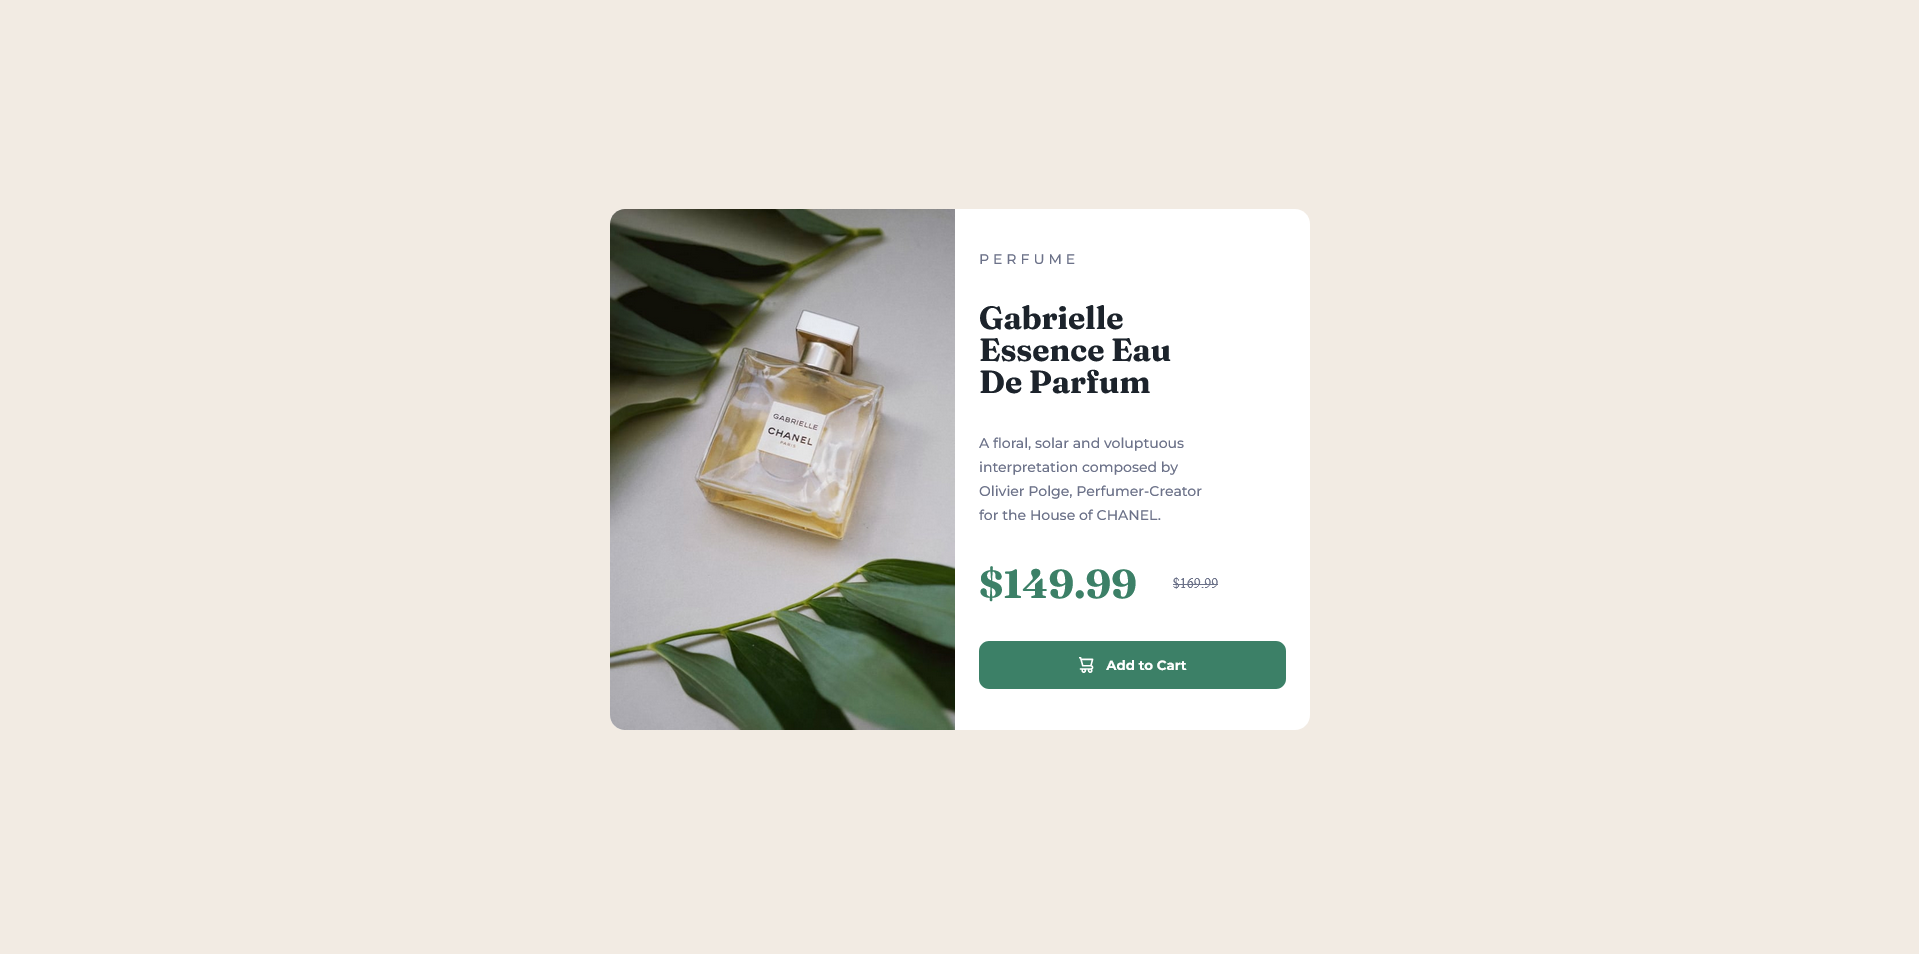 GABRIELLE
CHANEL
PARIS
PERFUME
Gabrielle
Essence Eau
De Parfum
A floral, solar and voluptuous
interpretation composed by
Olivier Polge, Perfumer-Creator
for the House of CHANEL.
$149.99 $169.99
Add to Cart